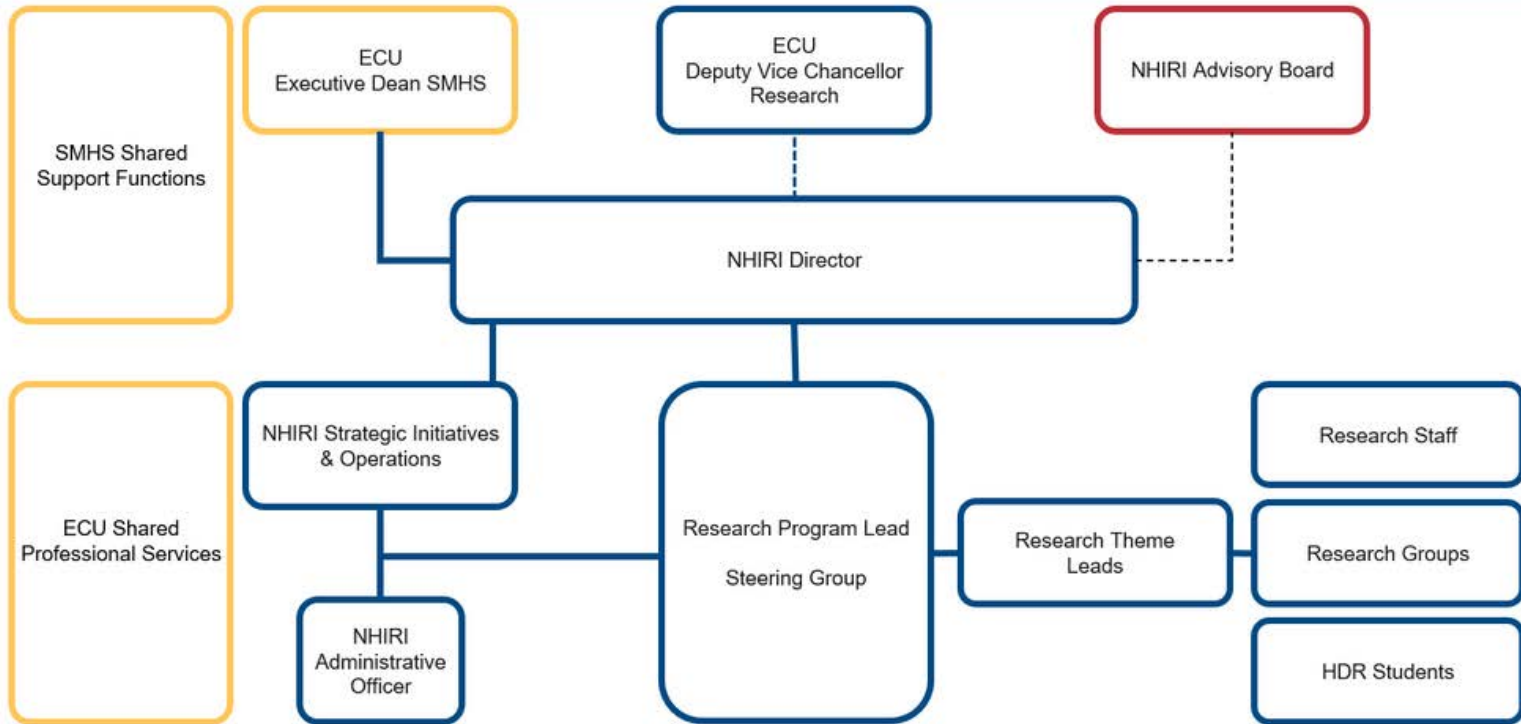 SMHS Shared
Support Functions
ECU
Executive Dean SMHS
ECU
Deputy Vice Chancellor
Research
NHIRI Advisory Board
NHIRI Director
ECU Shared
Professional Services
NHIRI Strategic Initiatives
& Operations
NHIRI
Administrative
Officer
Research Program Lead
Steering Group
Research Theme
Leads
Research Staff
Research Groups
HDR Students